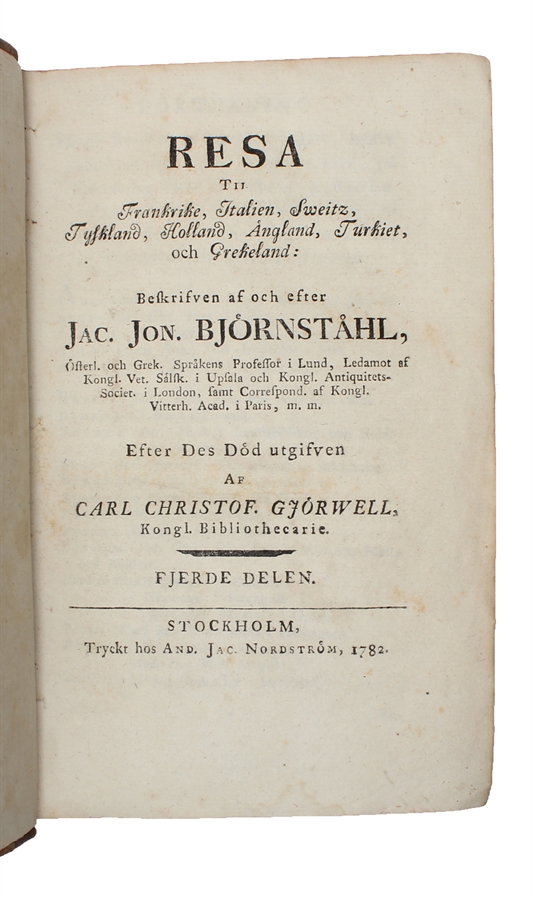 RESA
Til
Frankrike, Italien, Sweitz,
Tyſkland, Holland, Ångland, Turkiet,
och Grekeland:
Beſkrifven af och efter
Jac. Jon. BJÖRNSTÅHL,
Öſterl. och Grek. Språkens Profeſſor i Lund, Ledamot af
Kongl. Vet. Sälſk. i Upſala och Kongl. Antiquitets-
Societ. i London, ſamt Correſpond. af Kongl.
Vitterh. Acad. i Paris, m. m.
Efter Des Död utgifven
AF
CARL CHRISTOF. GJÖRWELL,
Kongl. Bibliothecarie.
FJERDE DELEN.
STOCKHOLM,
Tryckt hos AND. JAC. NORDSTRÖM, 1782.